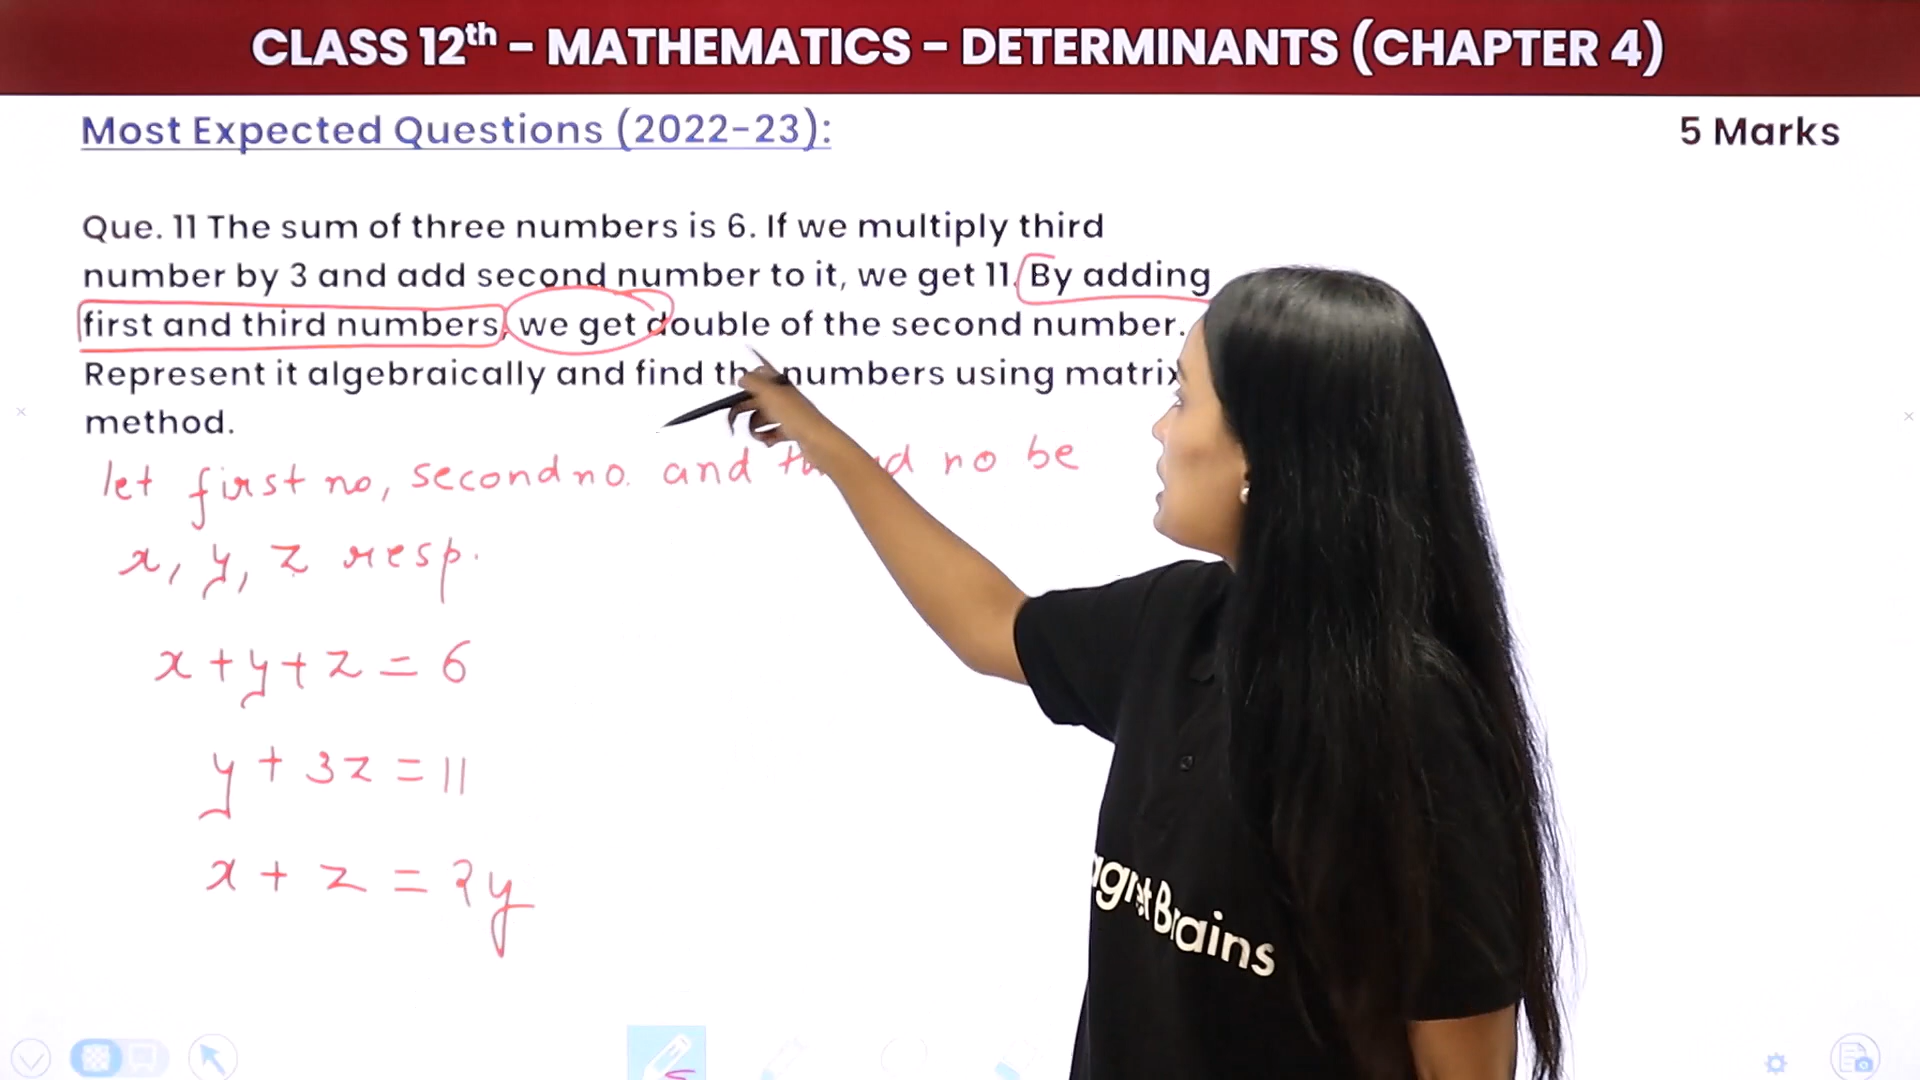 CLASS 12th – MATHEMATICS – DETERMINANTS (CHAPTER 4)
Most Expected Questions (2022-23):
5 Marks
Que. 11 The sum of three numbers is 6. If we multiply third
number by 3 and add second number to it, we get 11. By adding
first and third numbers, we get double of the second number.
Represent it algebraically and find the numbers using matrix
method.
let first no, second no. and no be
x, y, z resp.
x + y + z = 6
y + 3z = 11
x + z = 2y
Brains